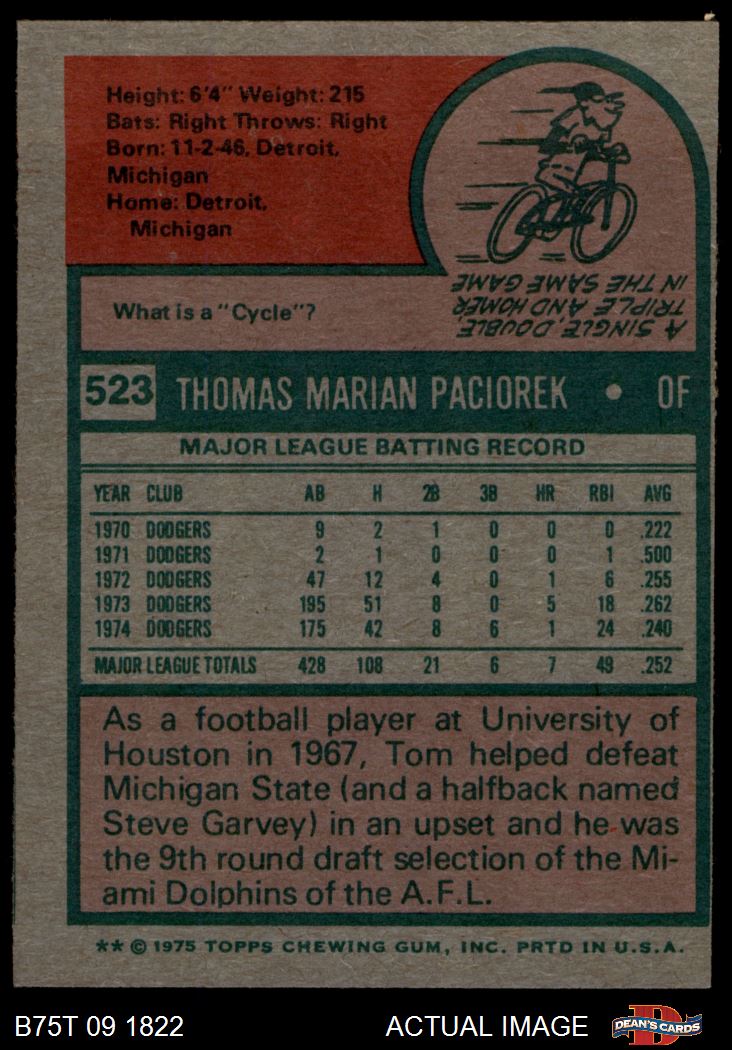 Height: 6'4" Weight: 215
Bats: Right Throws: Right
Born: 11-2-46, Detroit,
Michigan
Home: Detroit,
Michigan
What is a "Cycle"?
A SINGLE, DOUBLE,
TRIPLE AND HOMER
IN THE SAME GAME
523 THOMAS MARIAN PACIOREK • OF
MAJOR LEAGUE BATTING RECORD
YEAR CLUB AB H 2B 3B HR RBI AVG
1970 DODGERS 9 2 1 0 0 0 .222
1971 DODGERS 2 1 0 0 0 1 .500
1972 DODGERS 47 12 4 0 1 6 .255
1973 DODGERS 195 51 8 0 5 18 .262
1974 DODGERS 175 42 8 6 1 24 .240
MAJOR LEAGUE TOTALS 428 108 21 6 7 49 .252
As a football player at University of
Houston in 1967, Tom helped defeat
Michigan State (and a halfback named
Steve Garvey) in an upset and he was
the 9th round draft selection of the Mi-
ami Dolphins of the A.F.L.
** © 1975 TOPPS CHEWING GUM, INC. PRTD IN U.S.A.
B75T 09 1822 ACTUAL IMAGE D DEAN'S CARDS